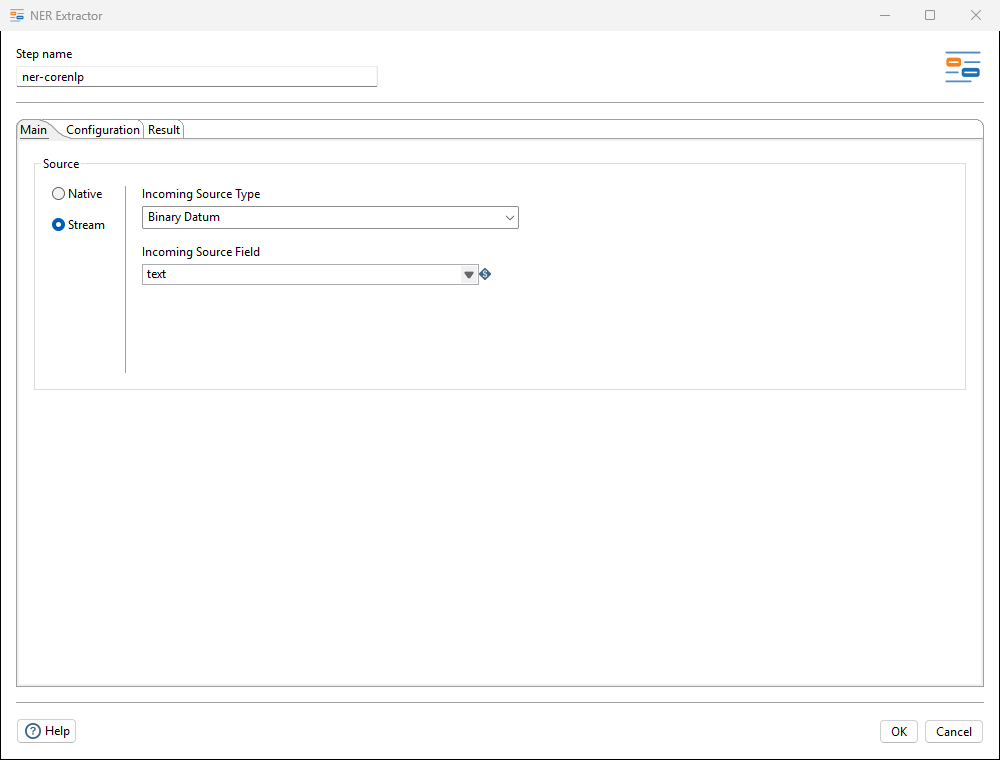 NER Extractor
Step name
ner-corenlp
Main Configuration Result
Source
Native
Stream
Incoming Source Type
Binary Datum
Incoming Source Field
text
$
? Help
OK Cancel